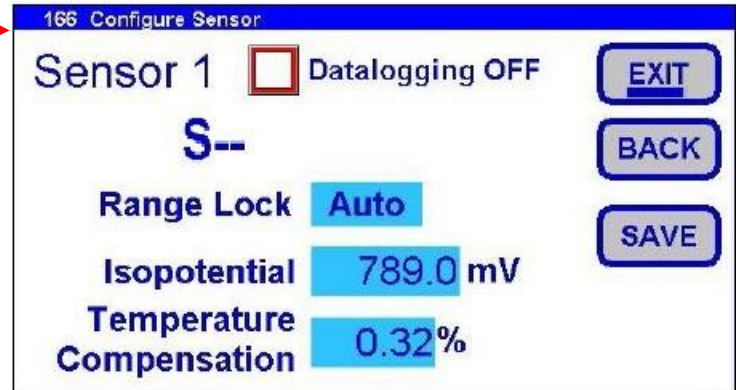 166 Configure Sensor
Sensor 1 Datalogging OFF
EXIT
S--
BACK
Range Lock Auto
SAVE
Isopotential 789.0 mV
Temperature
Compensation 0.32%